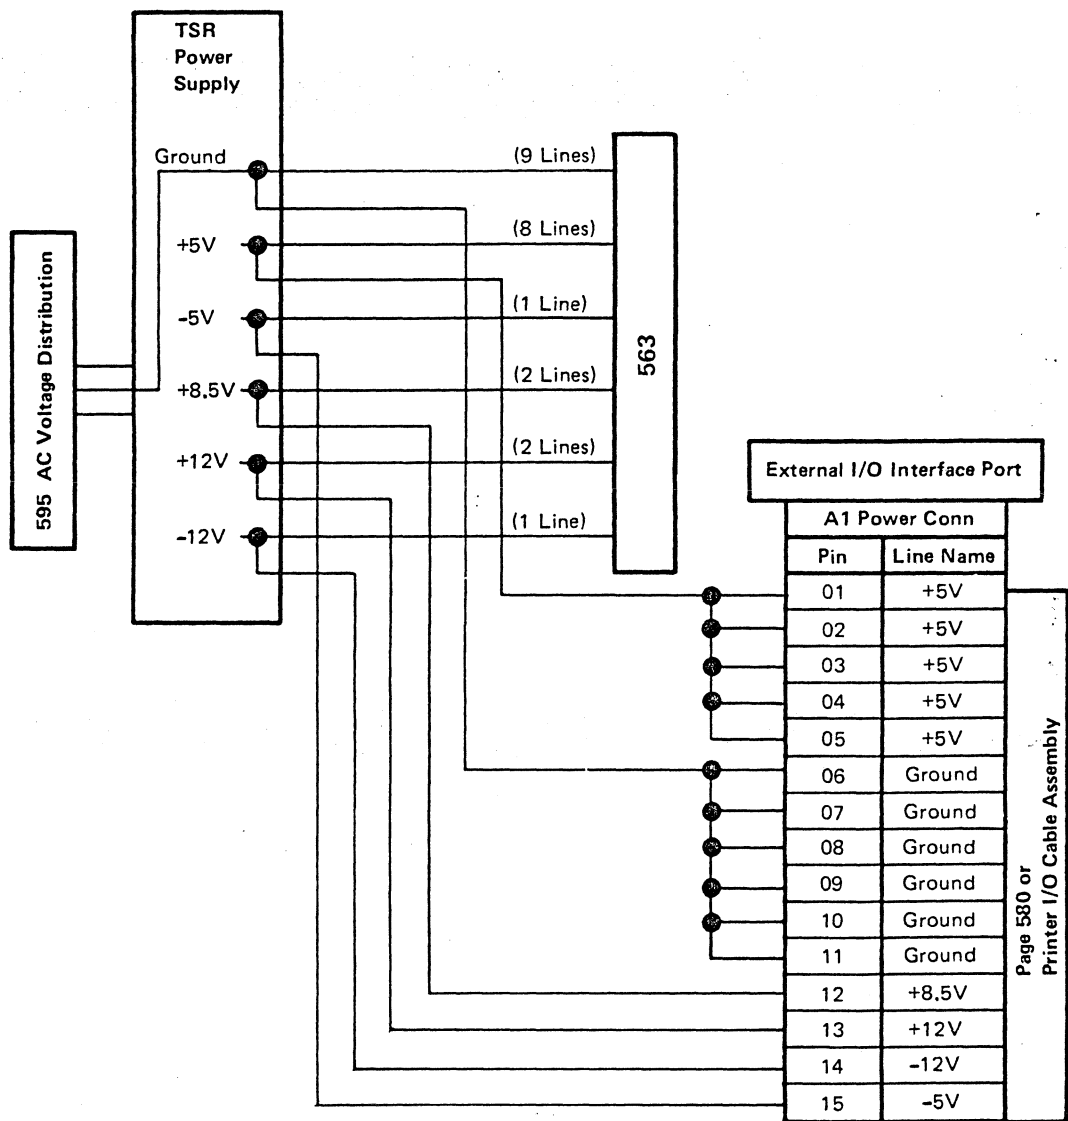 TSR
Power
Supply
Ground
(9 Lines)
+5V
(8 Lines)
-5V
(1 Line)
+8.5V
(2 Lines)
+12V
(2 Lines)
-12V
(1 Line)
595 AC Voltage Distribution
563
External I/O Interface Port
A1 Power Conn
Pin Line Name
01 +5V
02 +5V
03 +5V
04 +5V
05 +5V
06 Ground
07 Ground
08 Ground
09 Ground
10 Ground
11 Ground
12 +8.5V
13 +12V
14 -12V
15 -5V
Page 580 or
Printer I/O Cable Assembly